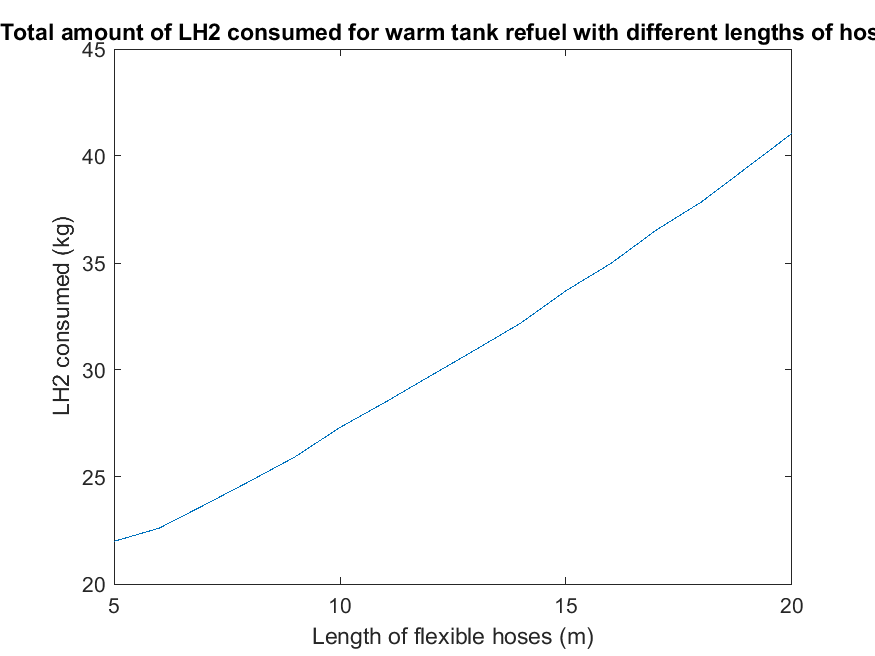 Total amount of LH2 consumed for warm tank refuel with different lengths of hos
45
40
35
30
25
20
LH2 consumed (kg)
5 10 15 20
Length of flexible hoses (m)